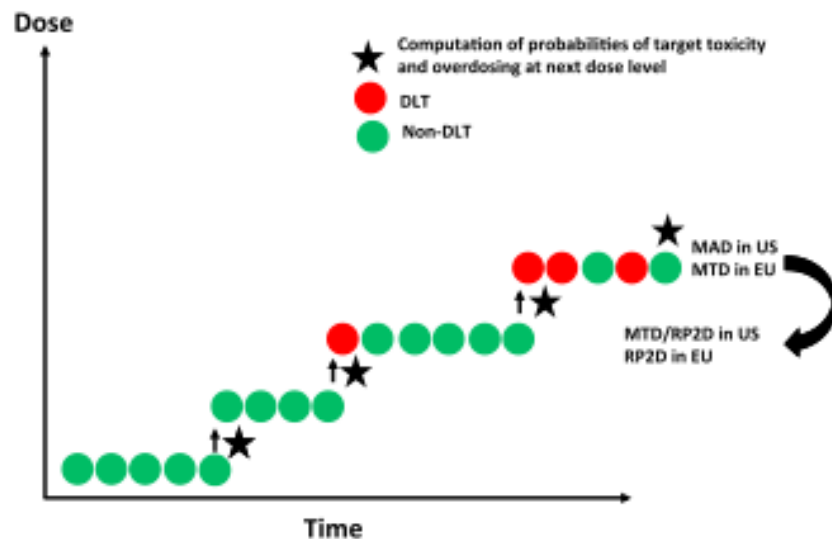 Dose
Computation of probabilities of target toxicity
and overdosing at next dose level
DLT
Non-DLT
MAD in US
MTD in EU
MTD/RP2D in US
RP2D in EU
Time